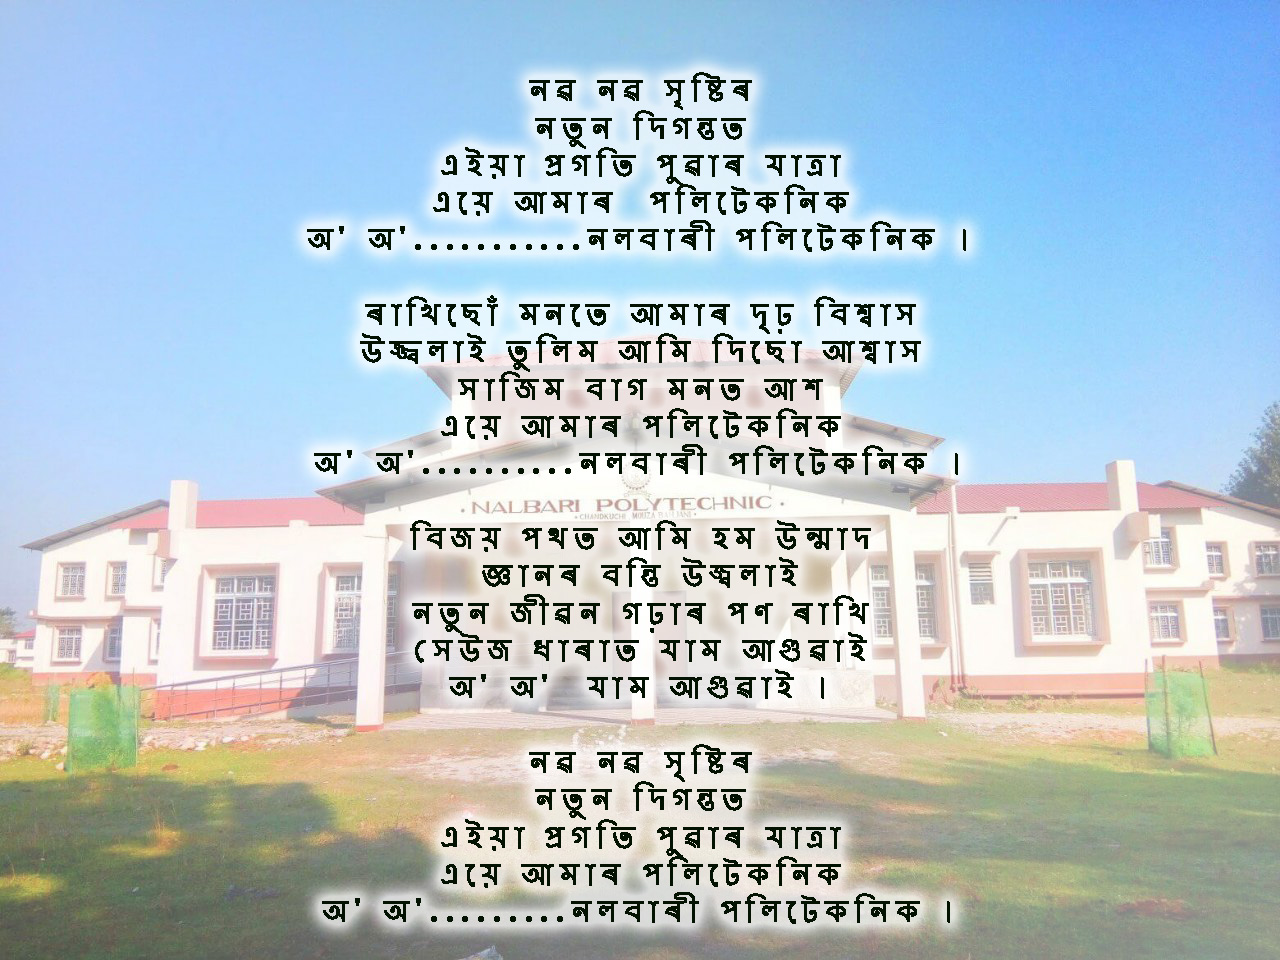 নৱ নৱ সৃষ্টিৰ
নতুন দিগন্তত
এইয়া প্ৰগতি পুৱাৰ যাত্ৰা
এয়ে আমাৰ পলিটেকনিক
অ' অ'...........নলবাৰী পলিটেকনিক ।
ৰাখিছোঁ মনতে আমাৰ দৃঢ় বিশ্বাস
উজ্জ্বলাই তুলিম আমি দিছো আশ্বাস
সাজিম বাগ মনত আশ
এয়ে আমাৰ পলিটেকনিক
অ' অ'..........নলবাৰী পলিটেকনিক ।
NALBARI POLYTECHNIC
CHANDKUCHI
বিজয় পথত আমি হম উন্মাদ
জ্ঞানৰ বন্তি উজ্বলাই
নতুন জীৱন গঢ়াৰ পণ ৰাখি
সেউজ ধাৰাত যাম আগুৱাই
অ' অ' যাম আগুৱাই ।
নৱ নৱ সৃষ্টিৰ
নতুন দিগন্তত
এইয়া প্ৰগতি পুৱাৰ যাত্ৰা
এয়ে আমাৰ পলিটেকনিক
অ' অ'.........নলবাৰী পলিটেকনিক ।